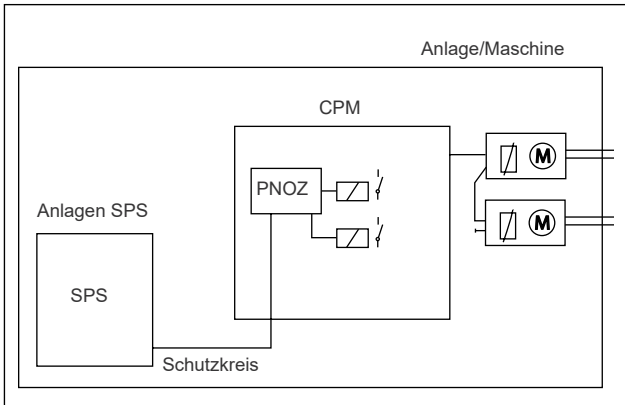 Anlage/Maschine
CPM
PNOZ
M
Anlagen SPS
M
SPS
Schutzkreis